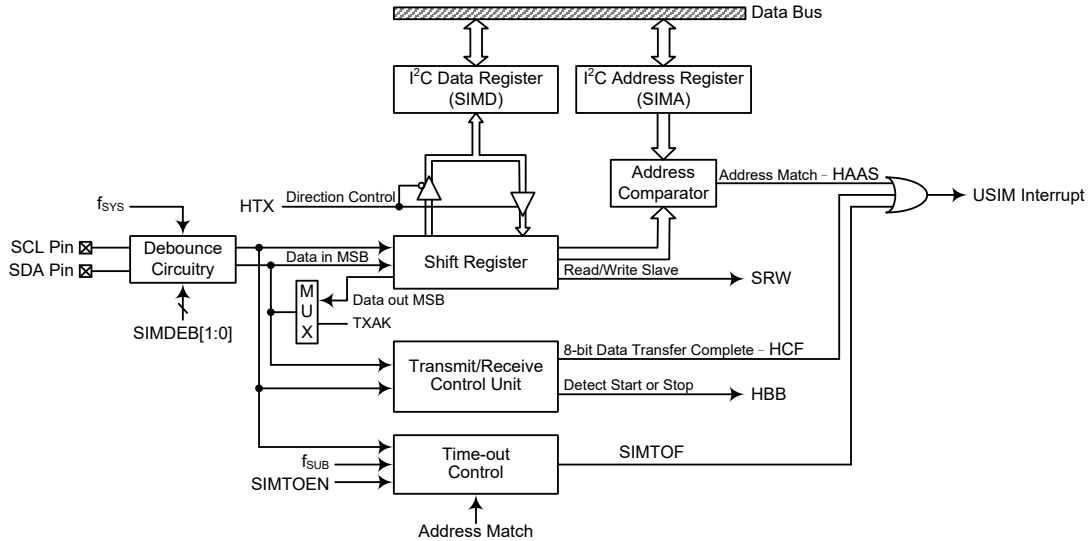 Data Bus
I²C Data Register
(SIMD)
I²C Address Register
(SIMA)
Address
Comparator
Address Match - HAAS
USIM Interrupt
HTX
Direction Control
fSYS
SCL Pin
SDA Pin
Debounce
Circuitry
SIMDEB[1:0]
Data in MSB
Shift Register
Read/Write Slave
SRW
M
U
X
Data out MSB
TXAK
Transmit/Receive
Control Unit
8-bit Data Transfer Complete - HCF
Detect Start or Stop
HBB
fSUB
SIMTOEN
Time-out
Control
SIMTOF
Address Match